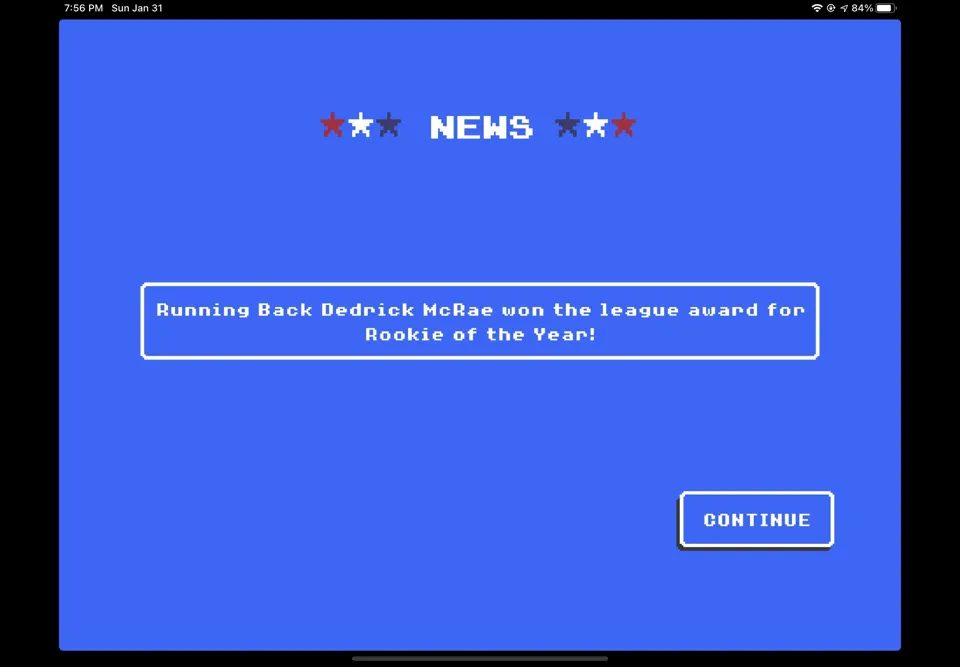 7:56 PM Sun Jan 31
84%
NEWS
Running Back Dedrick McRae won the league award for
Rookie of the Year!
CONTINUE